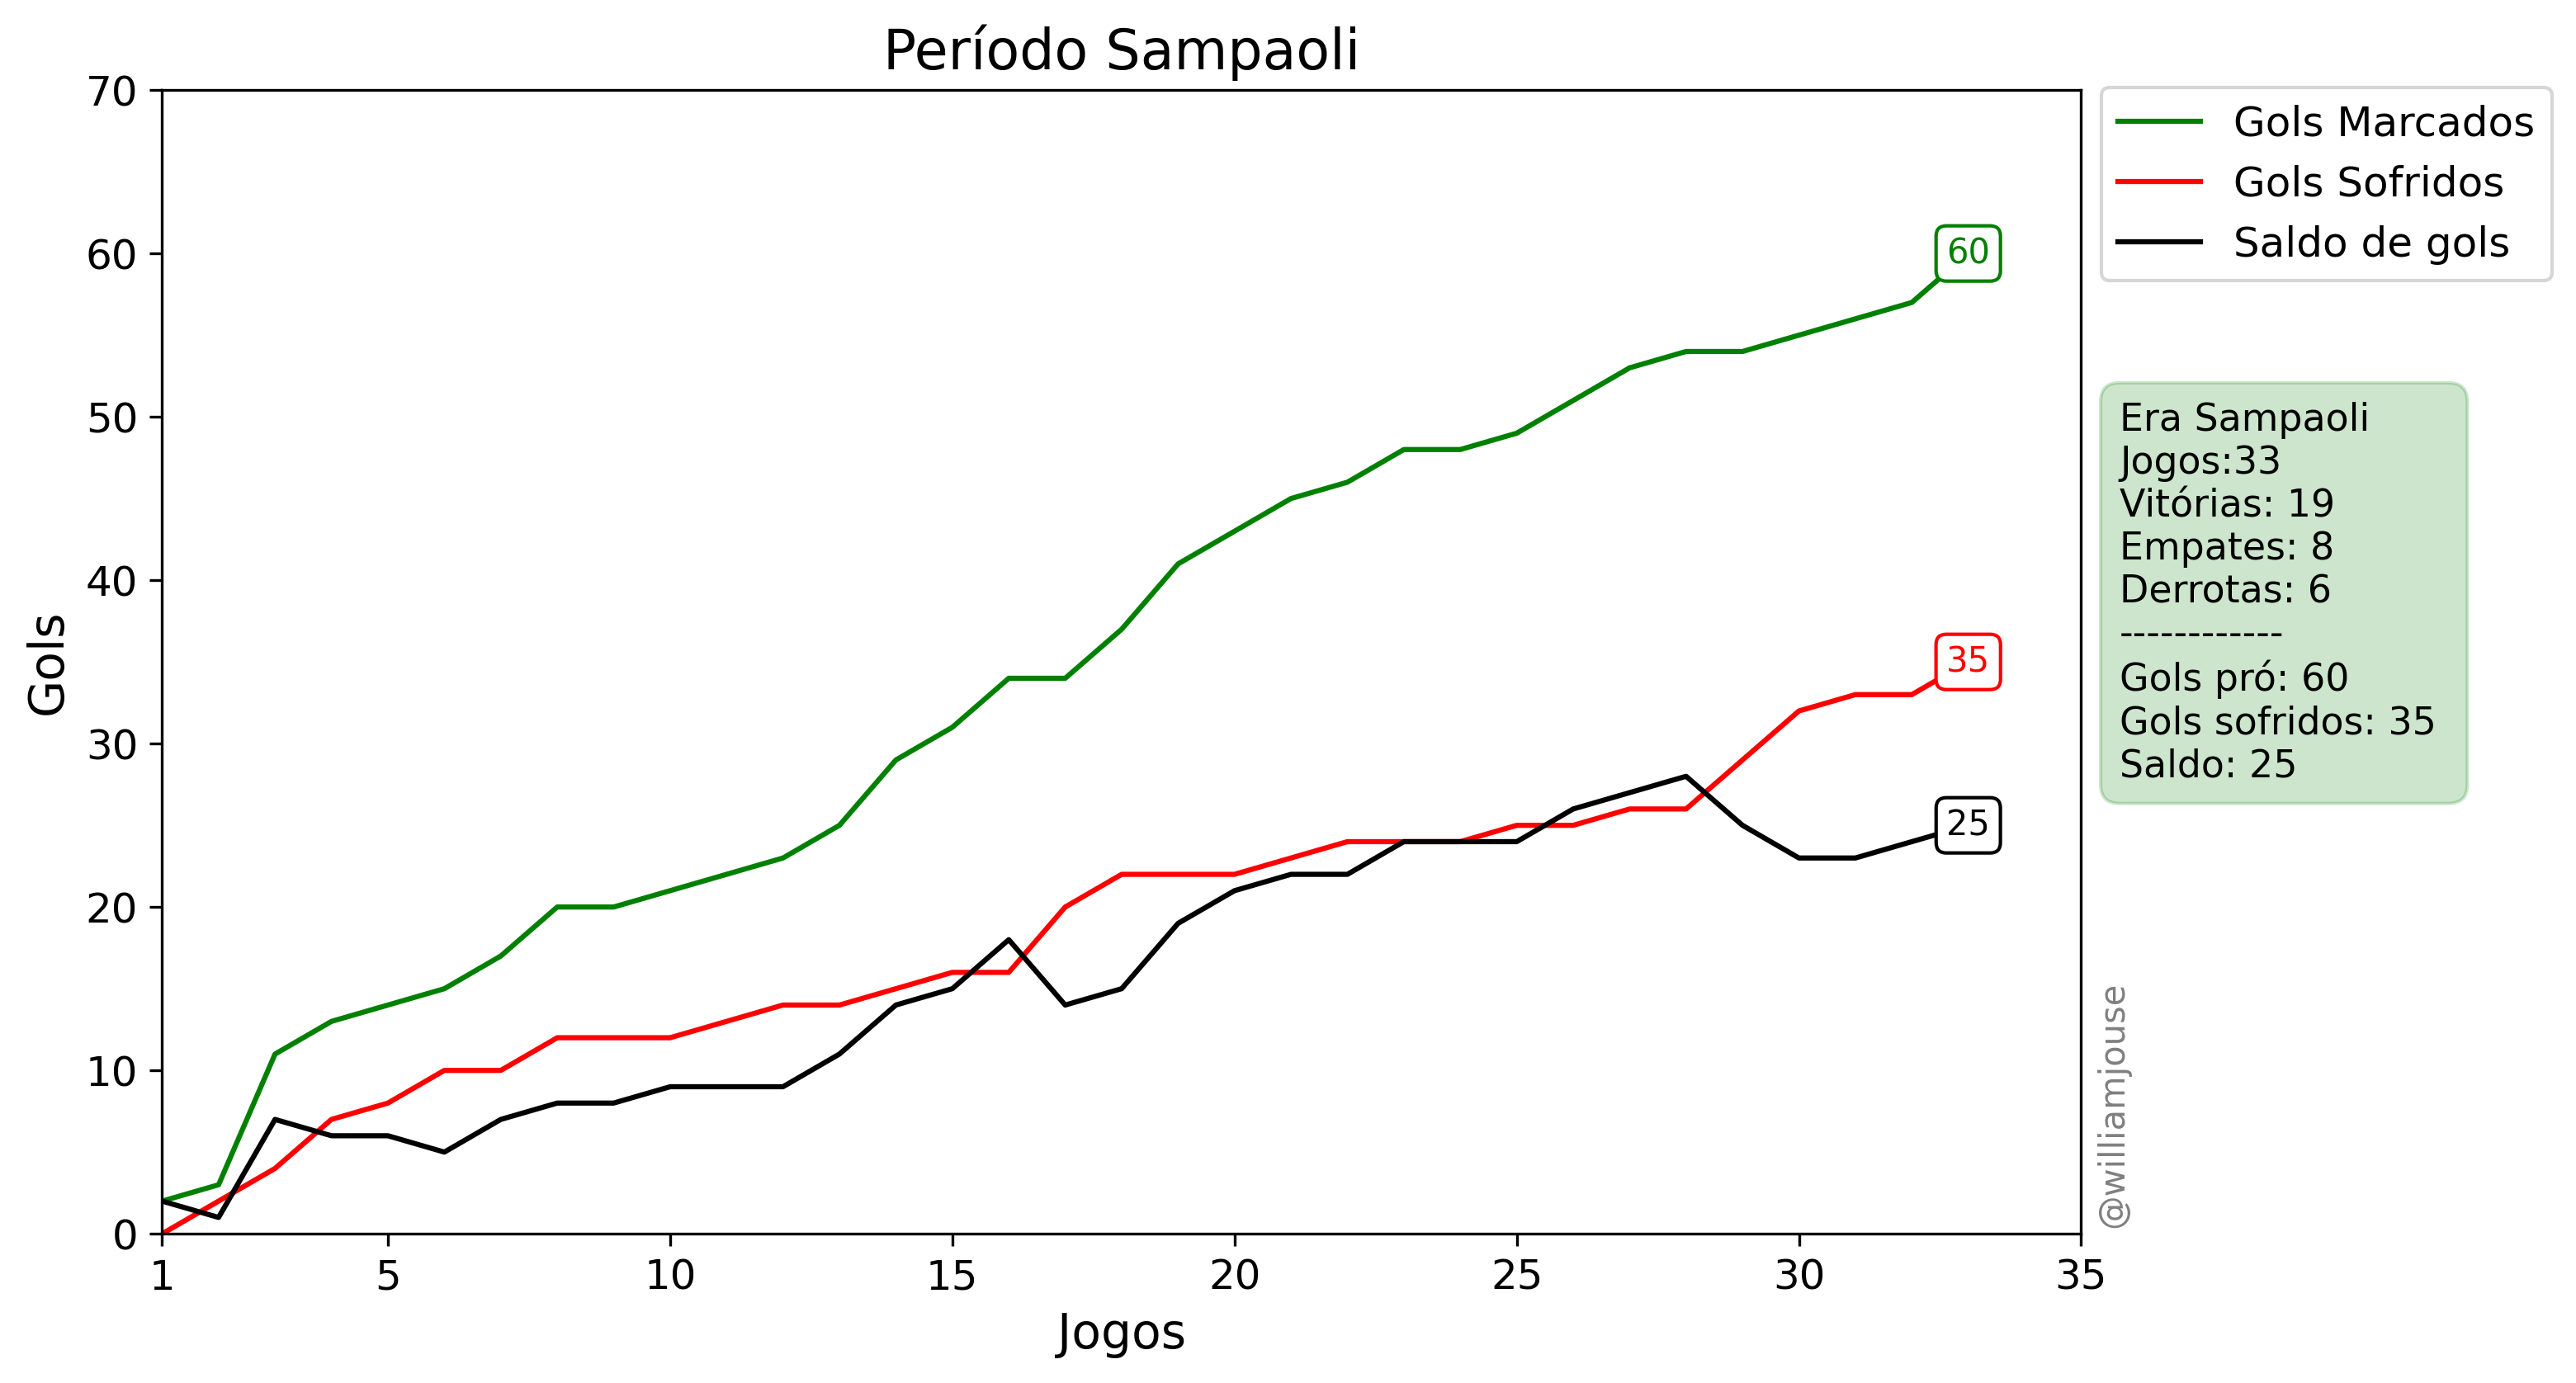 Período Sampaoli
70
60
50
40
30
20
10
0
Gols
1 5 10 15 20 25 30 35
Jogos
60
35
25
Gols Marcados
Gols Sofridos
Saldo de gols
Era Sampaoli
Jogos:33
Vitórias: 19
Empates: 8
Derrotas: 6
------------
Gols pró: 60
Gols sofridos: 35
Saldo: 25
@williamjouse